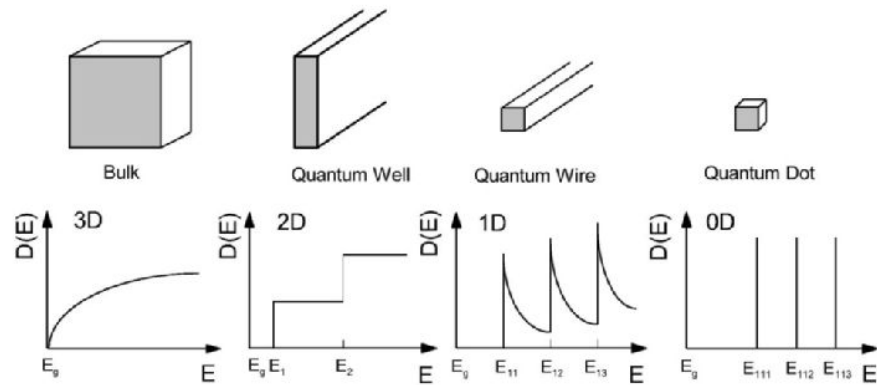 Bulk
Quantum Well
Quantum Wire
Quantum Dot
D(E)
3D
E_g
E
D(E)
2D
E_g E_1
E_2
E
D(E)
1D
E_g
E_11
E_12
E_13
E
D(E)
0D
E_g
E_111
E_112
E_113
E